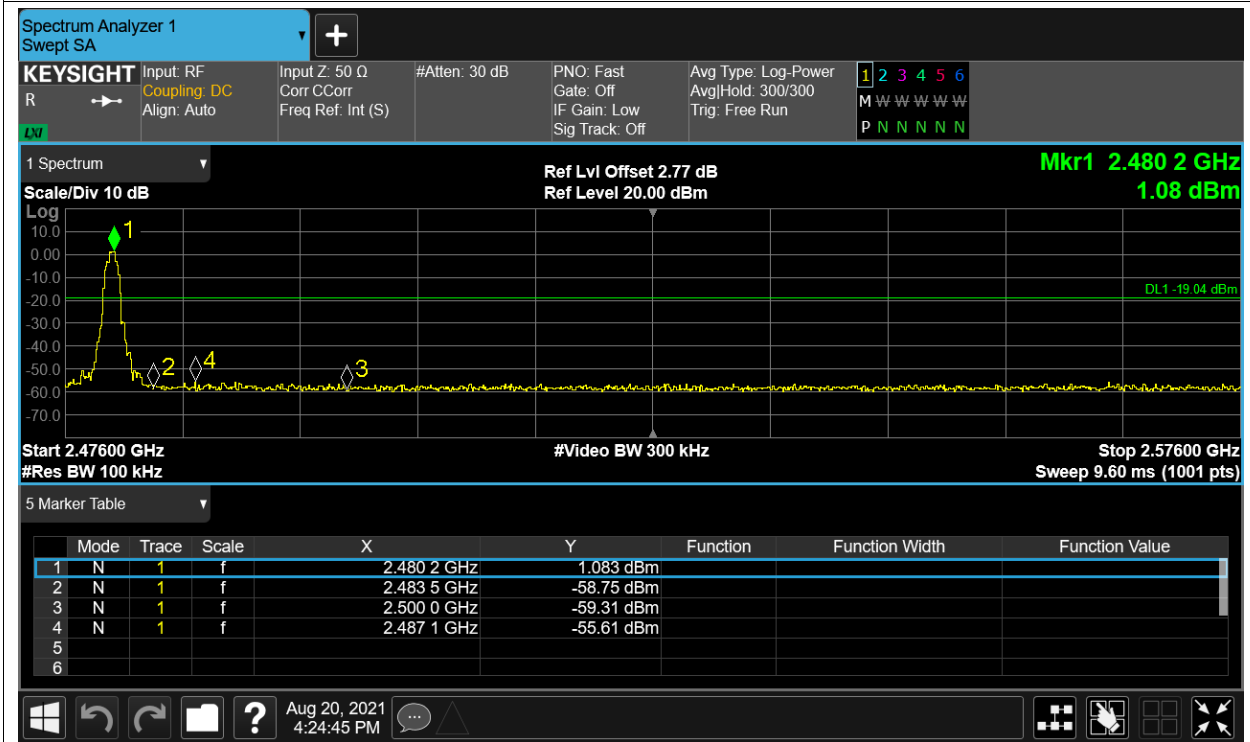 Spectrum Analyzer 1
Swept SA
+
KEYSIGHT Input: RF Input Z: 50 Ω #Atten: 30 dB PNO: Fast Avg Type: Log-Power 1 2 3 4 5 6
R Coupling: DC Corr CCorr Gate: Off Avg|Hold: 300/300 M W W W W W
Align: Auto Freq Ref: Int (S) IF Gain: Low Trig: Free Run
LXI Sig Track: Off P N N N N N
1 Spectrum Ref Lvl Offset 2.77 dB Mkr1 2.480 2 GHz
Scale/Div 10 dB Ref Level 20.00 dBm 1.08 dBm
Log
10.0 1
0.00
-10.0
DL1 -19.04 dBm
-20.0
-30.0
-40.0
-50.0 2 4 3
-60.0
-70.0
Start 2.47600 GHz #Video BW 300 kHz Stop 2.57600 GHz
#Res BW 100 kHz Sweep 9.60 ms (1001 pts)
5 Marker Table
Mode Trace Scale X Y Function Function Width Function Value
1 N 1 f 2.480 2 GHz 1.083 dBm
2 N 1 f 2.483 5 GHz -58.75 dBm
3 N 1 f 2.500 0 GHz -59.31 dBm
4 N 1 f 2.487 1 GHz -55.61 dBm
5
6
? Aug 20, 2021
4:24:45 PM